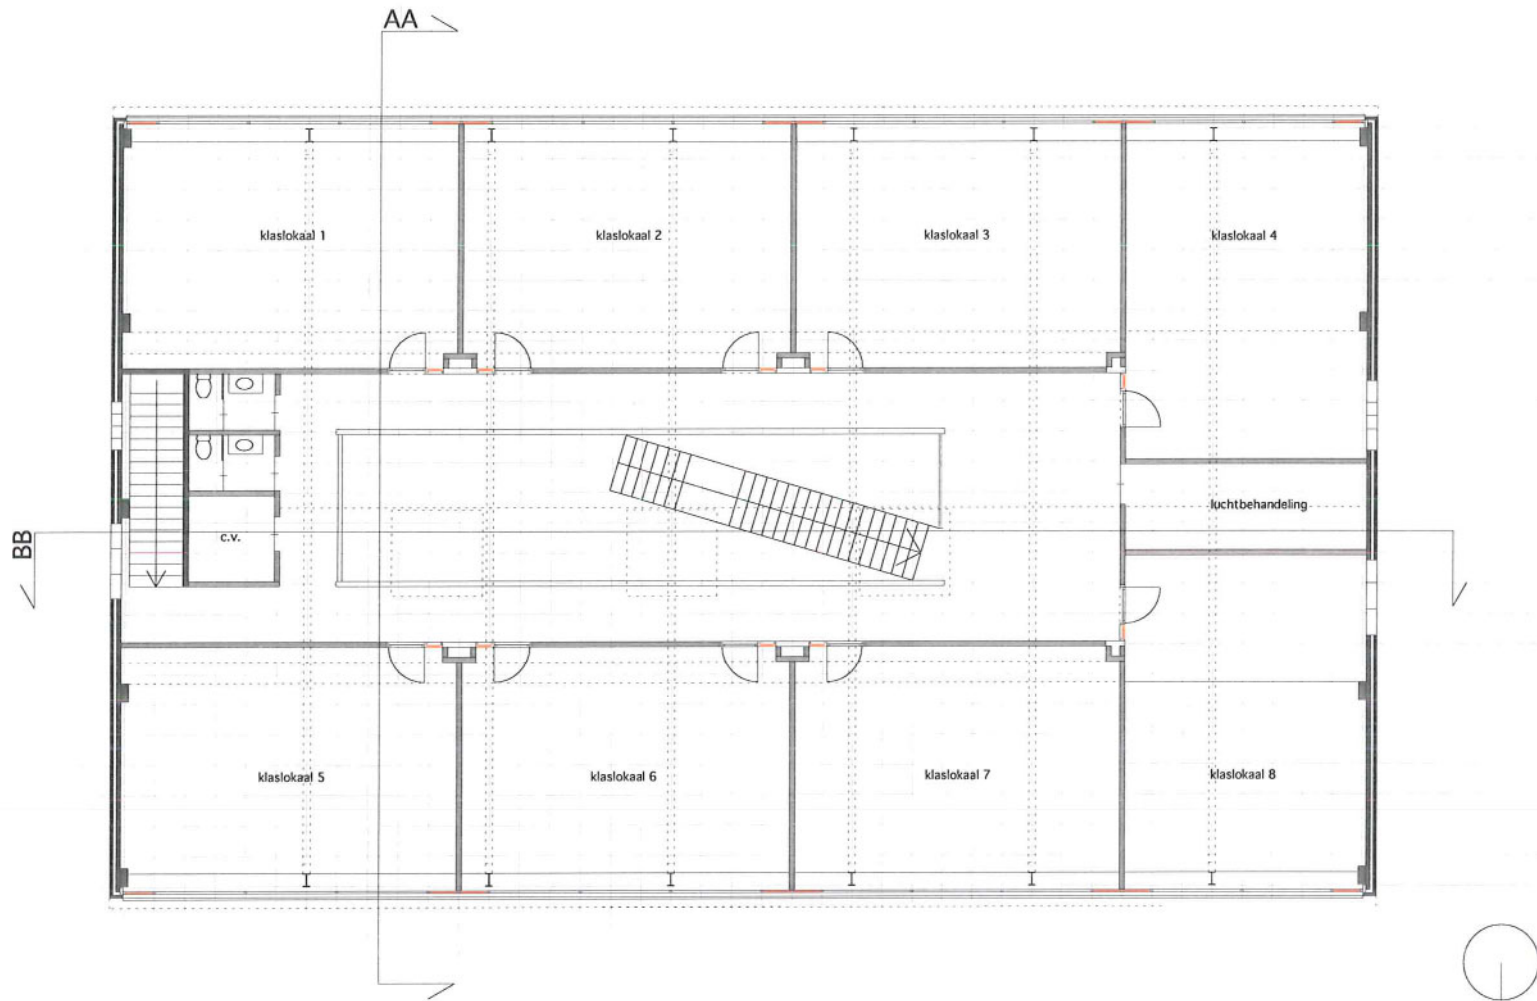 AA
klaslokaal 1
klaslokaal 2
klaslokaal 3
klaslokaal 4
luchtbehandeling
c.v.
BB
klaslokaal 5
klaslokaal 6
klaslokaal 7
klaslokaal 8